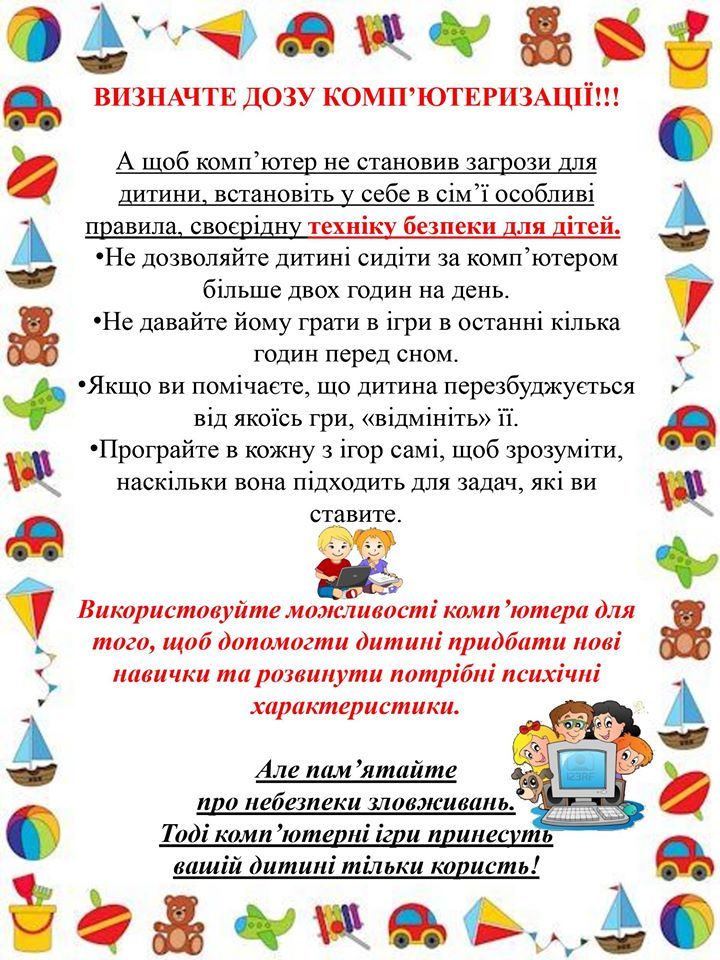 ВИЗНАЧТЕ ДОЗУ КОМП’ЮТЕРИЗАЦІЇ!!!
А щоб комп’ютер не становив загрози для
дитини, встановіть у себе в сім’ї особливі
правила, своєрідну техніку безпеки для дітей.
•Не дозволяйте дитині сидіти за комп’ютером
більше двох годин на день.
•Не давайте йому грати в ігри в останні кілька
годин перед сном.
•Якщо ви помічаєте, що дитина перезбуджується
від якоїсь гри, «відмініть» її.
•Програйте в кожну з ігор самі, щоб зрозуміти,
наскільки вона підходить для задач, які ви
ставите.
Використовуйте можливості комп’ютера для
того, щоб допомогти дитині придбати нові
навички та розвинути потрібні психічні
характеристики.
123RF
Але пам’ятайте
про небезпеки зловживань.
Тоді комп’ютерні ігри принесуть
вашій дитині тільки користь!